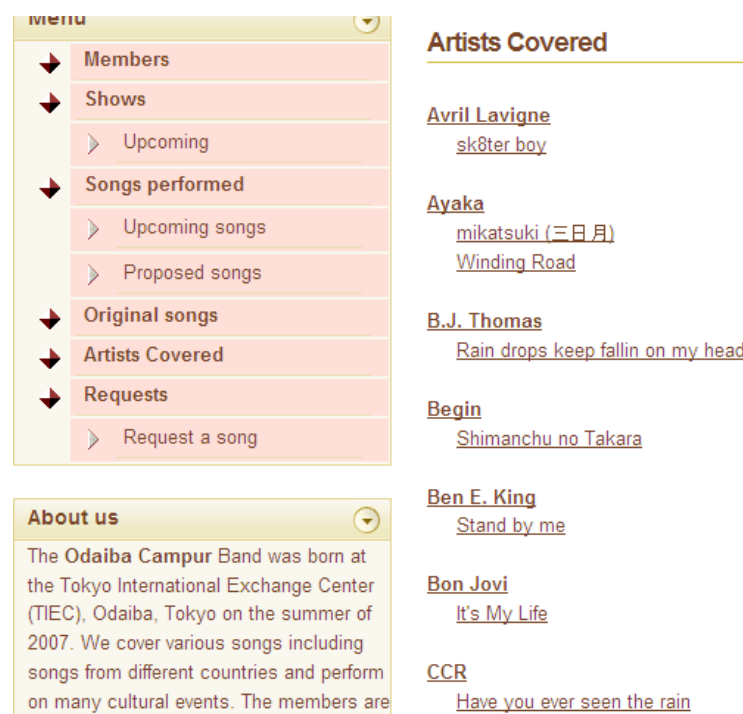 Menu
Members
Shows
Upcoming
Songs performed
Upcoming songs
Proposed songs
Original songs
Artists Covered
Requests
Request a song
About us
The Odaiba Campur Band was born at
the Tokyo International Exchange Center
(TIEC), Odaiba, Tokyo on the summer of
2007. We cover various songs including
songs from different countries and perform
on many cultural events. The members are
Artists Covered
Avril Lavigne
sk8ter boy
Ayaka
mikatsuki (三日月)
Winding Road
B.J. Thomas
Rain drops keep fallin on my head
Begin
Shimanchu no Takara
Ben E. King
Stand by me
Bon Jovi
It's My Life
CCR
Have you ever seen the rain